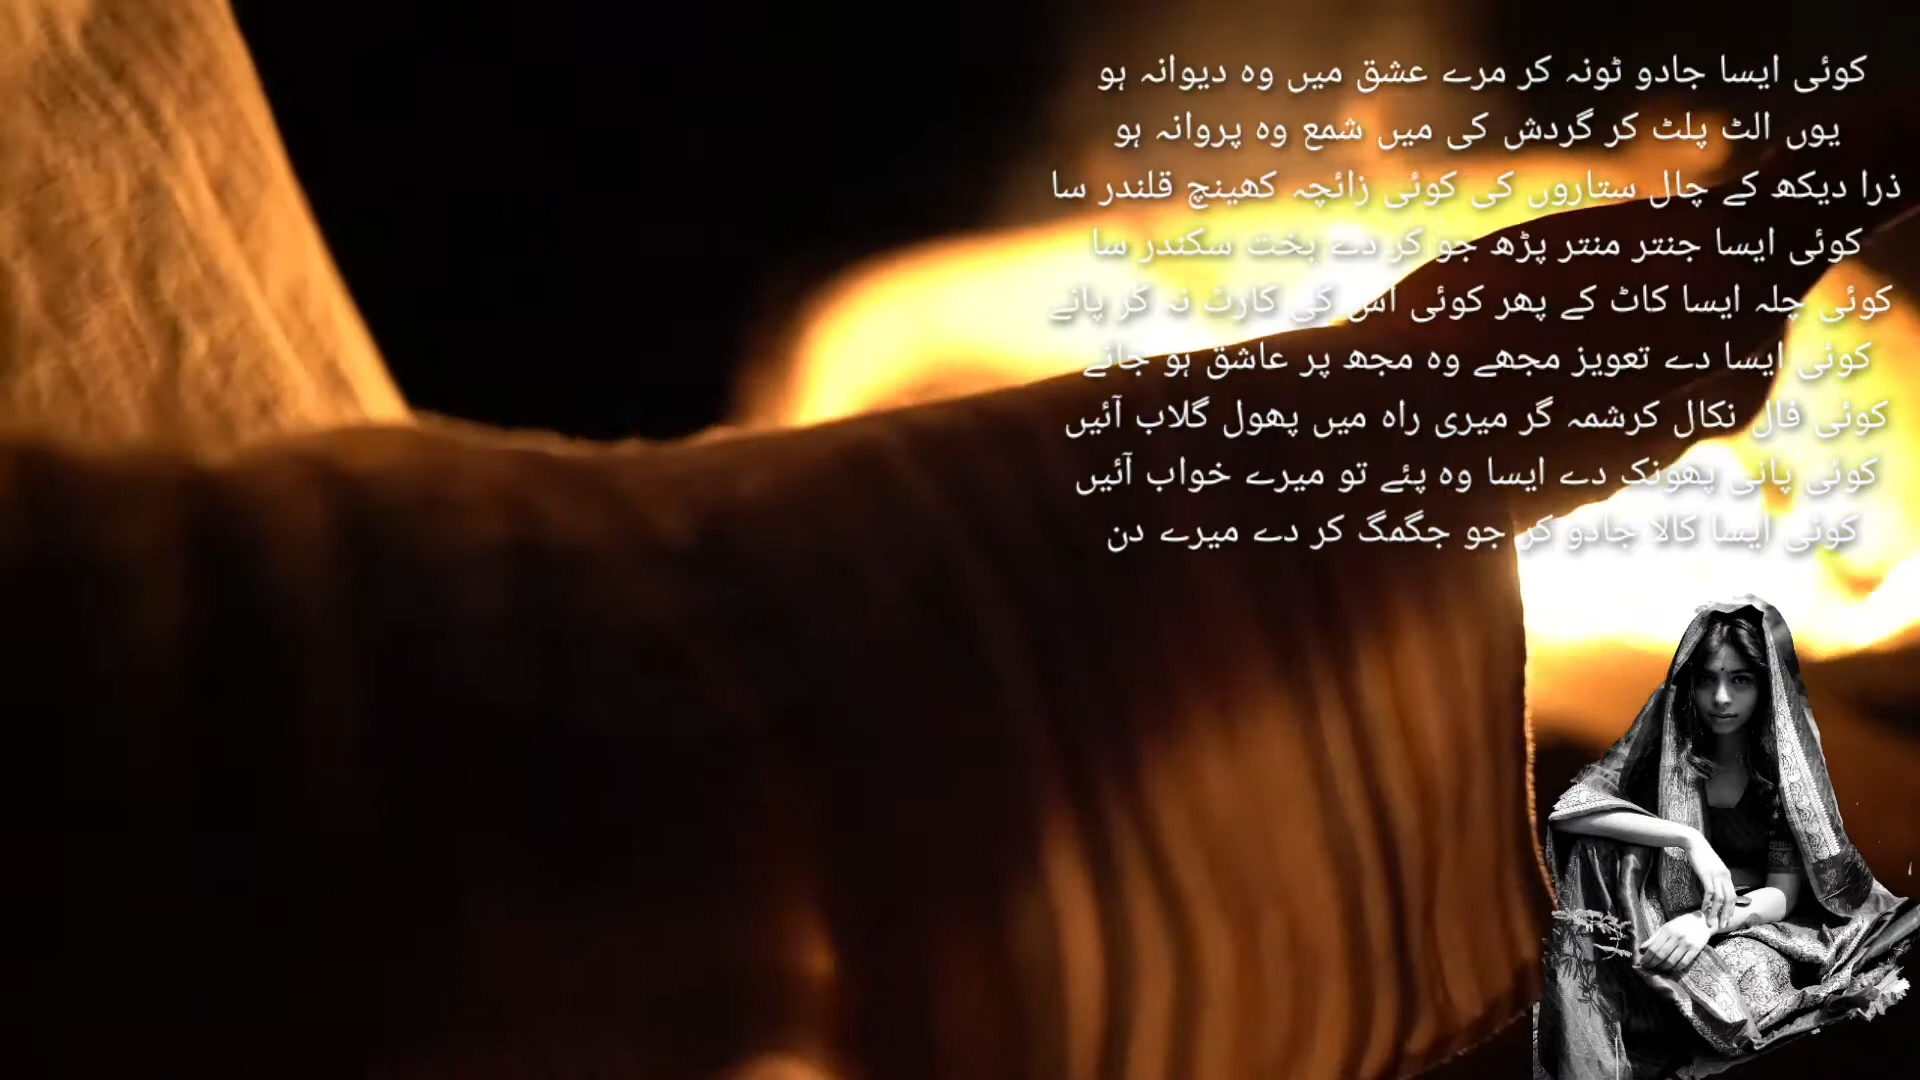 کوئی ایسا جادو ٹونہ کر مرے عشق میں وہ دیوانہ ہو
یوں الٹ پلٹ کر گردش کی میں شمع وہ پروانہ ہو
ذرا دیکھ کے چال ستاروں کی کوئی زائچہ کھینچ قلندر سا
کوئی ایسا جنتر منتر پڑھ جو کر دے بخت سکندر سا
کوئی چلہ ایسا کاٹ کے پھر کوئی اس کی کارٹ نہ کر پائے
کوئی ایسا دے تعویز مجھے وہ مجھ پر عاشق ہو جائے
کوئی فال نکال کرشمہ گر میری راہ میں پھول گلاب آئیں
کوئی پانی پھونک دے ایسا وہ پئے تو میرے خواب آئیں
کوئی ایسا کالا جادو کر جو جگمگ کر دے میرے دن